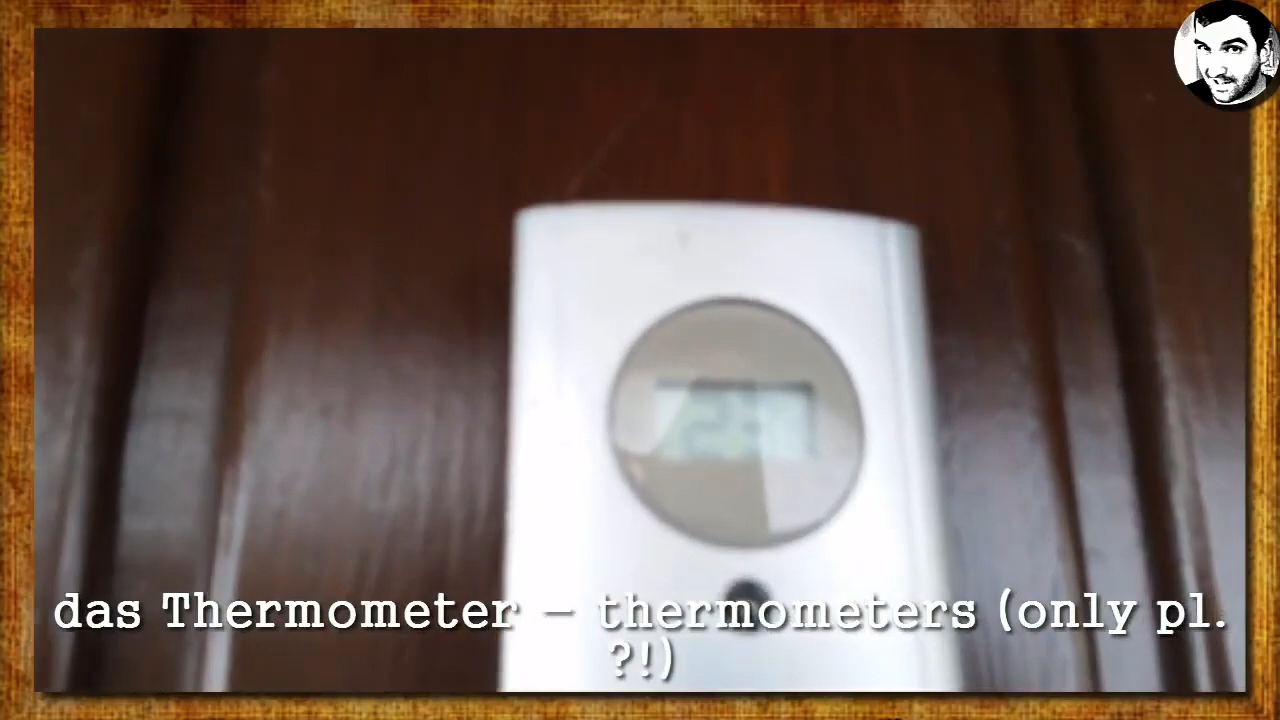 das Thermometer – thermometers (only pl.
?!)